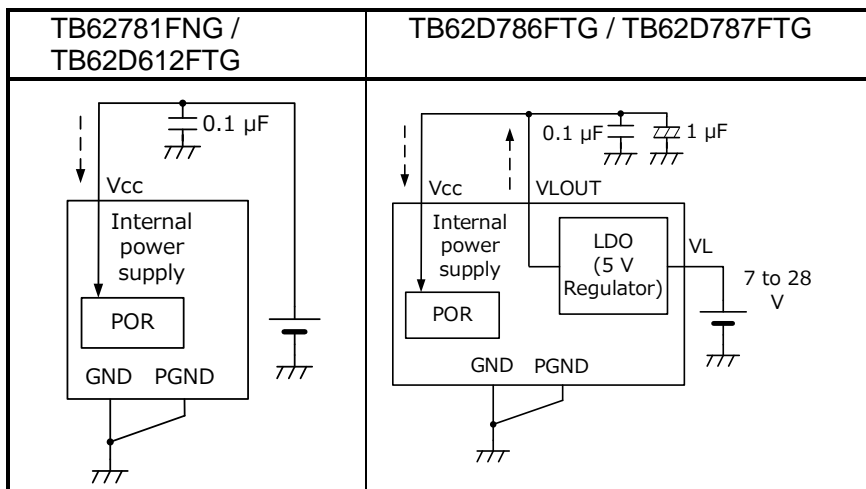 TB62781FNG /
TB62D612FTG
TB62D786FTG / TB62D787FTG
0.1 µF
Vcc
Internal
power
supply
POR
GND PGND
0.1 µF
1 µF
Vcc
VLOUT
Internal
power
supply
LDO
(5 V
Regulator)
VL
7 to 28
V
POR
GND PGND